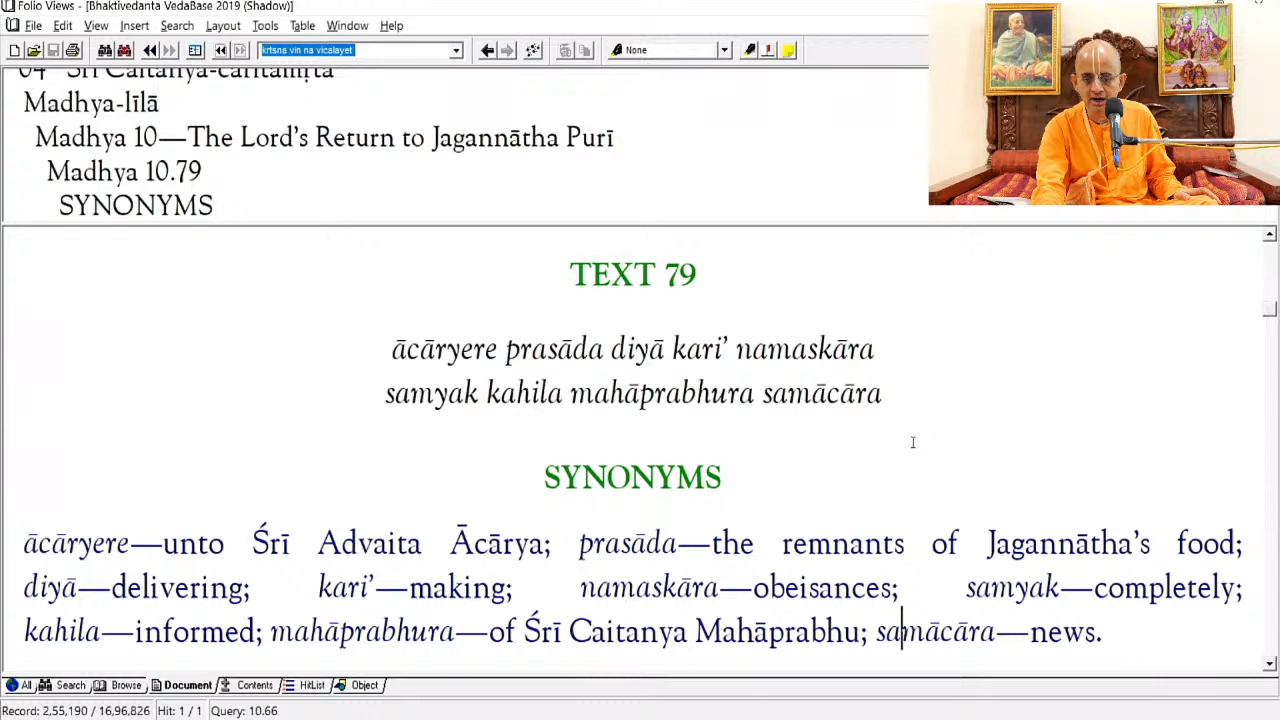 Folio Views - [Bhaktivedanta VedaBase 2019 (Shadow)]
File Edit View Insert Search Layout Tools Table Window Help
krtsna vin na vicalayet None
04 Śrī Caitanya-caritāmṛta
Madhya-līlā
Madhya 10—The Lord's Return to Jagannātha Purī
Madhya 10.79
SYNONYMS
TEXT 79
ācāryere prasāda diyā kari' namaskāra
samyak kahila mahāprabhura samācāra
SYNONYMS
ācāryere—unto Śrī Advaita Ācārya; prasāda—the remnants of Jagannātha's food;
diyā—delivering; kari'—making; namaskāra—obeisances; samyak—completely;
kahila—informed; mahāprabhura—of Śrī Caitanya Mahāprabhu; samācāra—news.
All Search Browse Document Contents HitList Object
Record: 2,55,190 / 16,96,826 Hit: 1 / 1 Query: 10.66